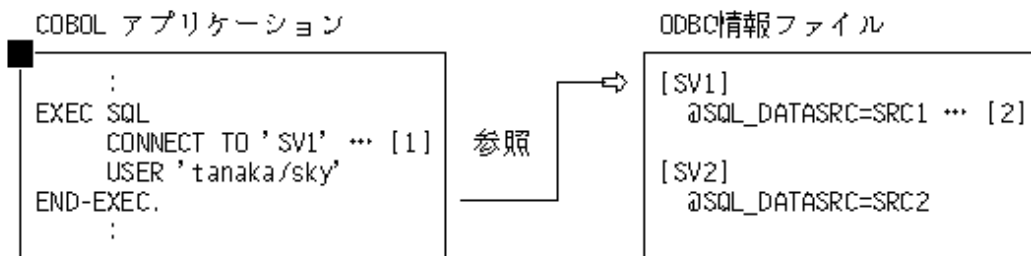 COBOL アプリケーション
:
EXEC SQL
CONNECT TO 'SV1' … [1]
USER 'tanaka/sky'
END-EXEC.
:
参照
ODBC情報ファイル
[SV1]
@SQL_DATASRC=SRC1 … [2]
[SV2]
@SQL_DATASRC=SRC2